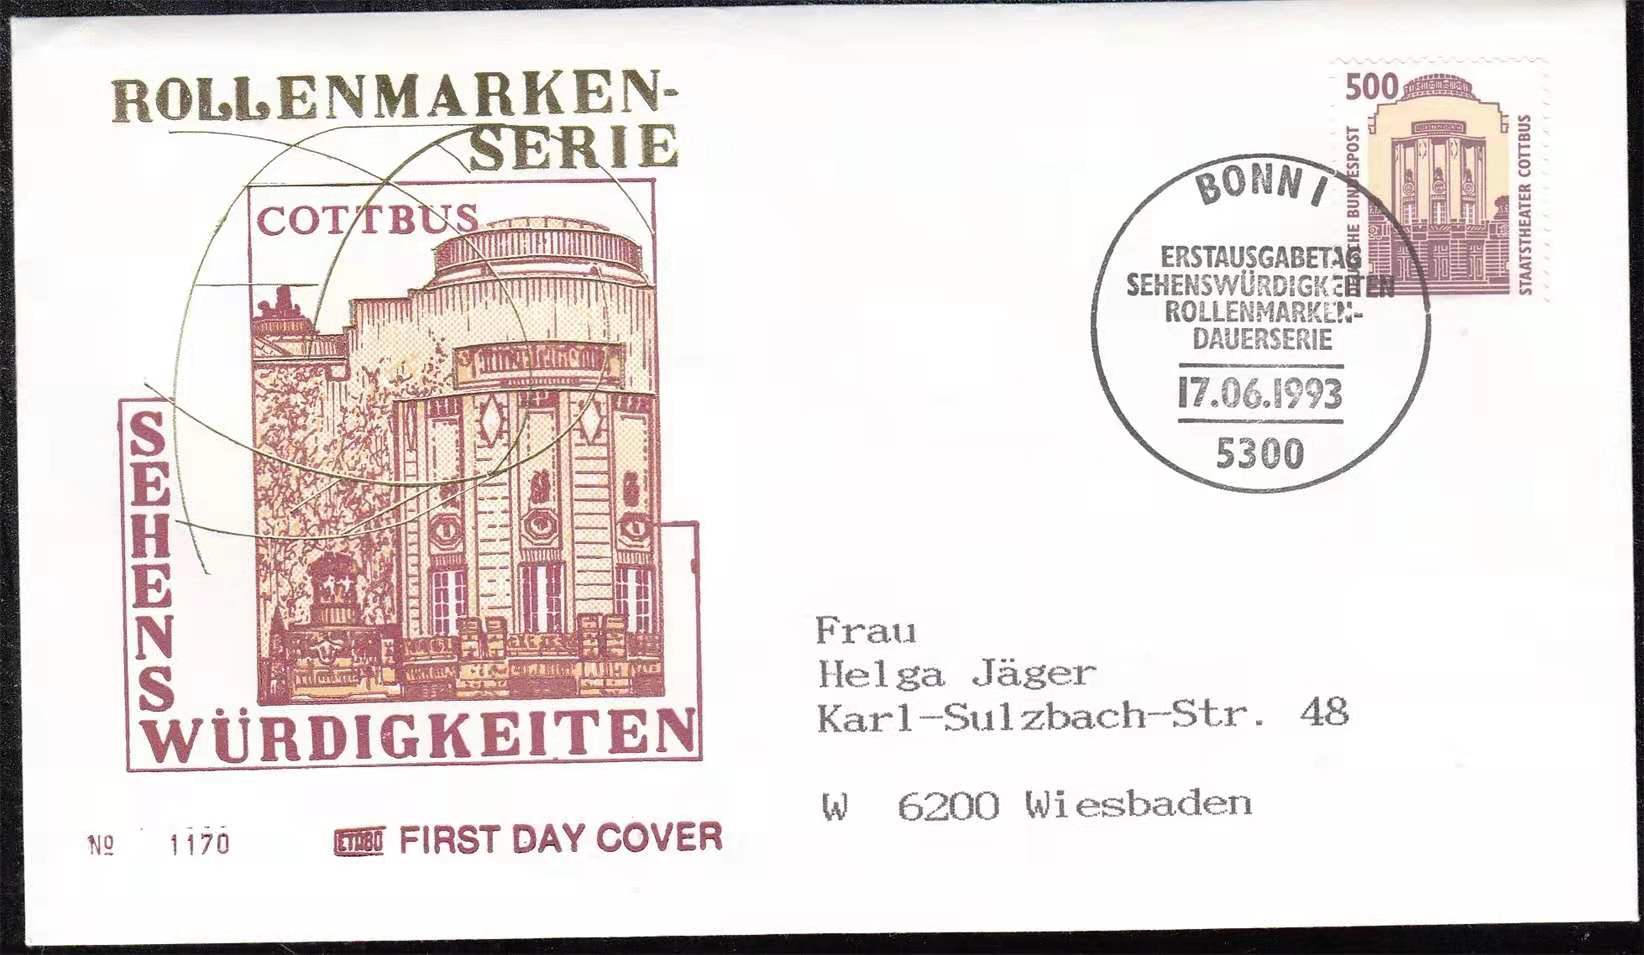 ROLLENMARKEN-
SERIE
COTTBUS
SEHENS
WÜRDIGKEITEN
Nº 1170
ETABO FIRST DAY COVER
500
DEUTSCHE BUNDESPOST
STAATSTHEATER COTTBUS
BONN 1
ERSTAUSGABETAG
SEHENSWÜRDIGKEITEN
ROLLENMARKEN-
DAUERSERIE
17.06.1993
5300
Frau
Helga Jäger
Karl-Sulzbach-Str. 48
W 6200 Wiesbaden